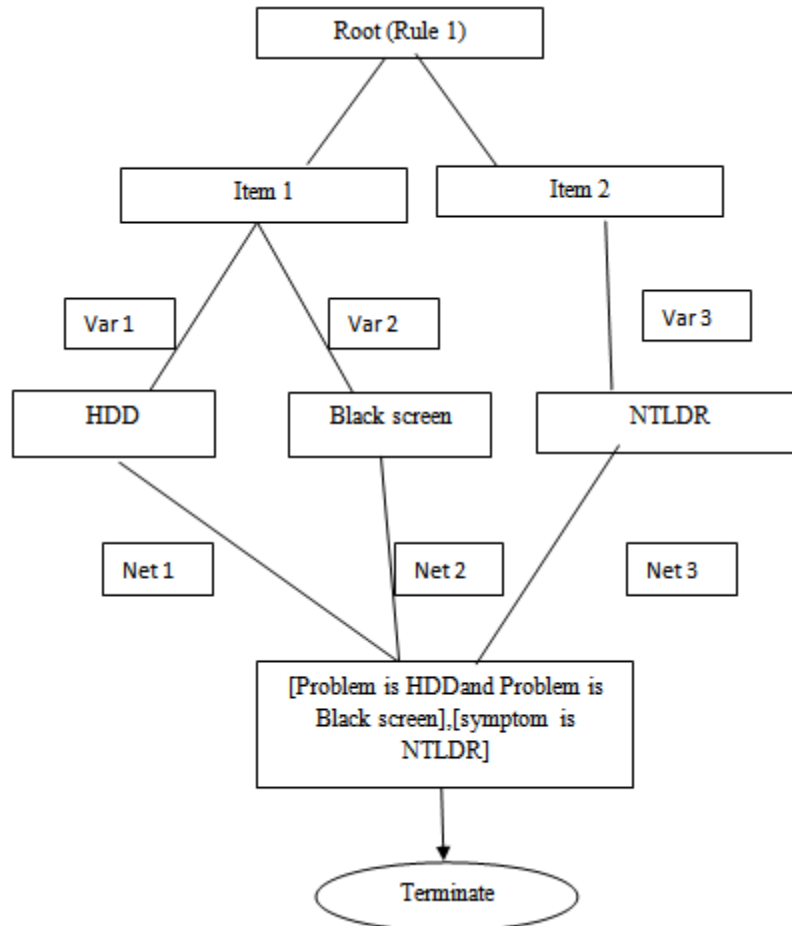 Root (Rule 1)
Item 1
Item 2
Var 1
Var 2
Var 3
HDD
Black screen
NTLDR
Net 1
Net 2
Net 3
[Problem is HDDand Problem is
Black screen],[symptom is
NTLDR]
Terminate